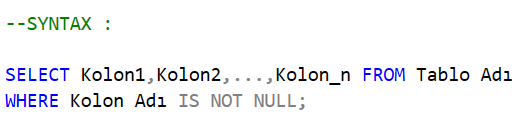 --SYNTAX :
SELECT Kolon1,Kolon2,...,Kolon_n FROM Tablo Adı
WHERE Kolon Adı IS NOT NULL;